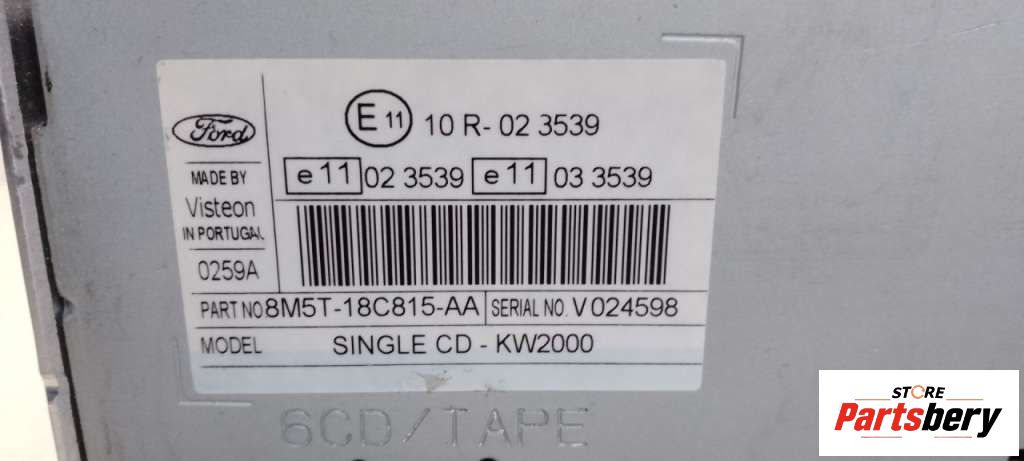 Ford
MADE BY
Visteon
IN PORTUGAL
0259A
E 11 10 R- 02 3539
e 11 02 3539 e 11 03 3539
PART NO 8M5T-18C815-AA SERIAL NO. V024598
MODEL SINGLE CD - KW2000
6CD/TAPE
STORE
Partsbery